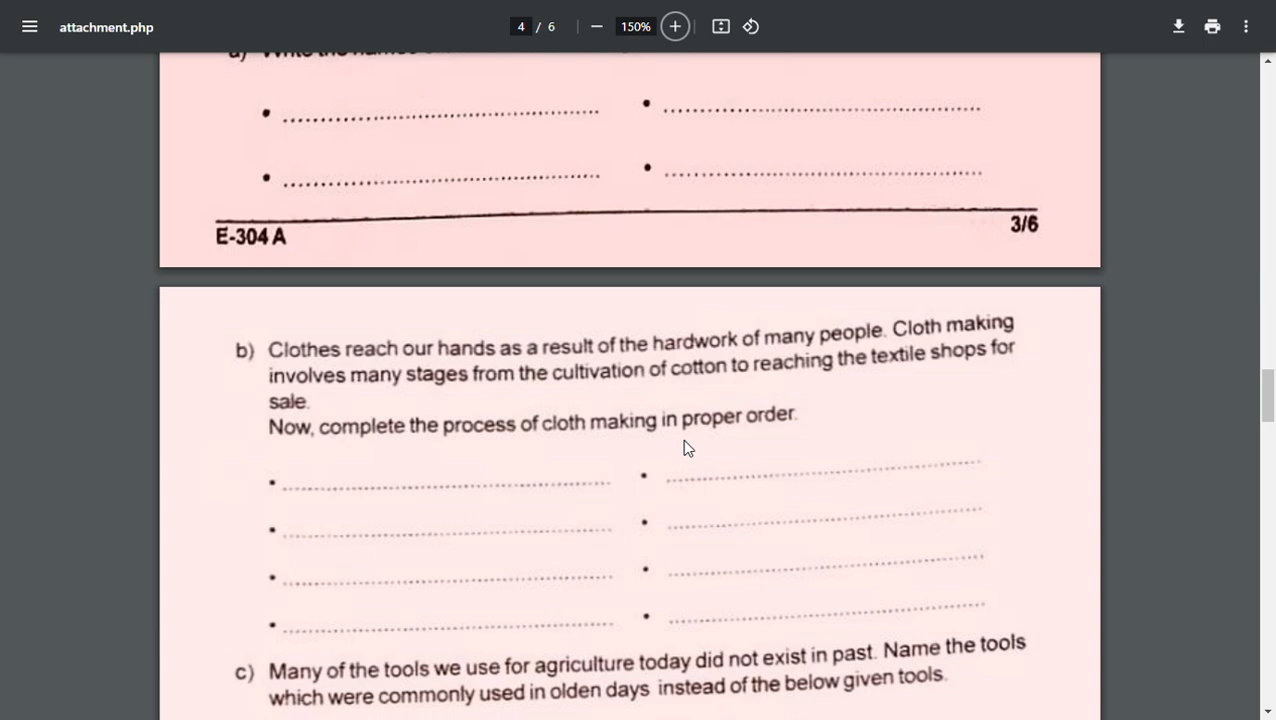 attachment.php
4 / 6
150%
E-304 A
3/6
b) Clothes reach our hands as a result of the hardwork of many people. Cloth making
involves many stages from the cultivation of cotton to reaching the textile shops for
sale.
Now, complete the process of cloth making in proper order.
c) Many of the tools we use for agriculture today did not exist in past. Name the tools
which were commonly used in olden days instead of the below given tools.